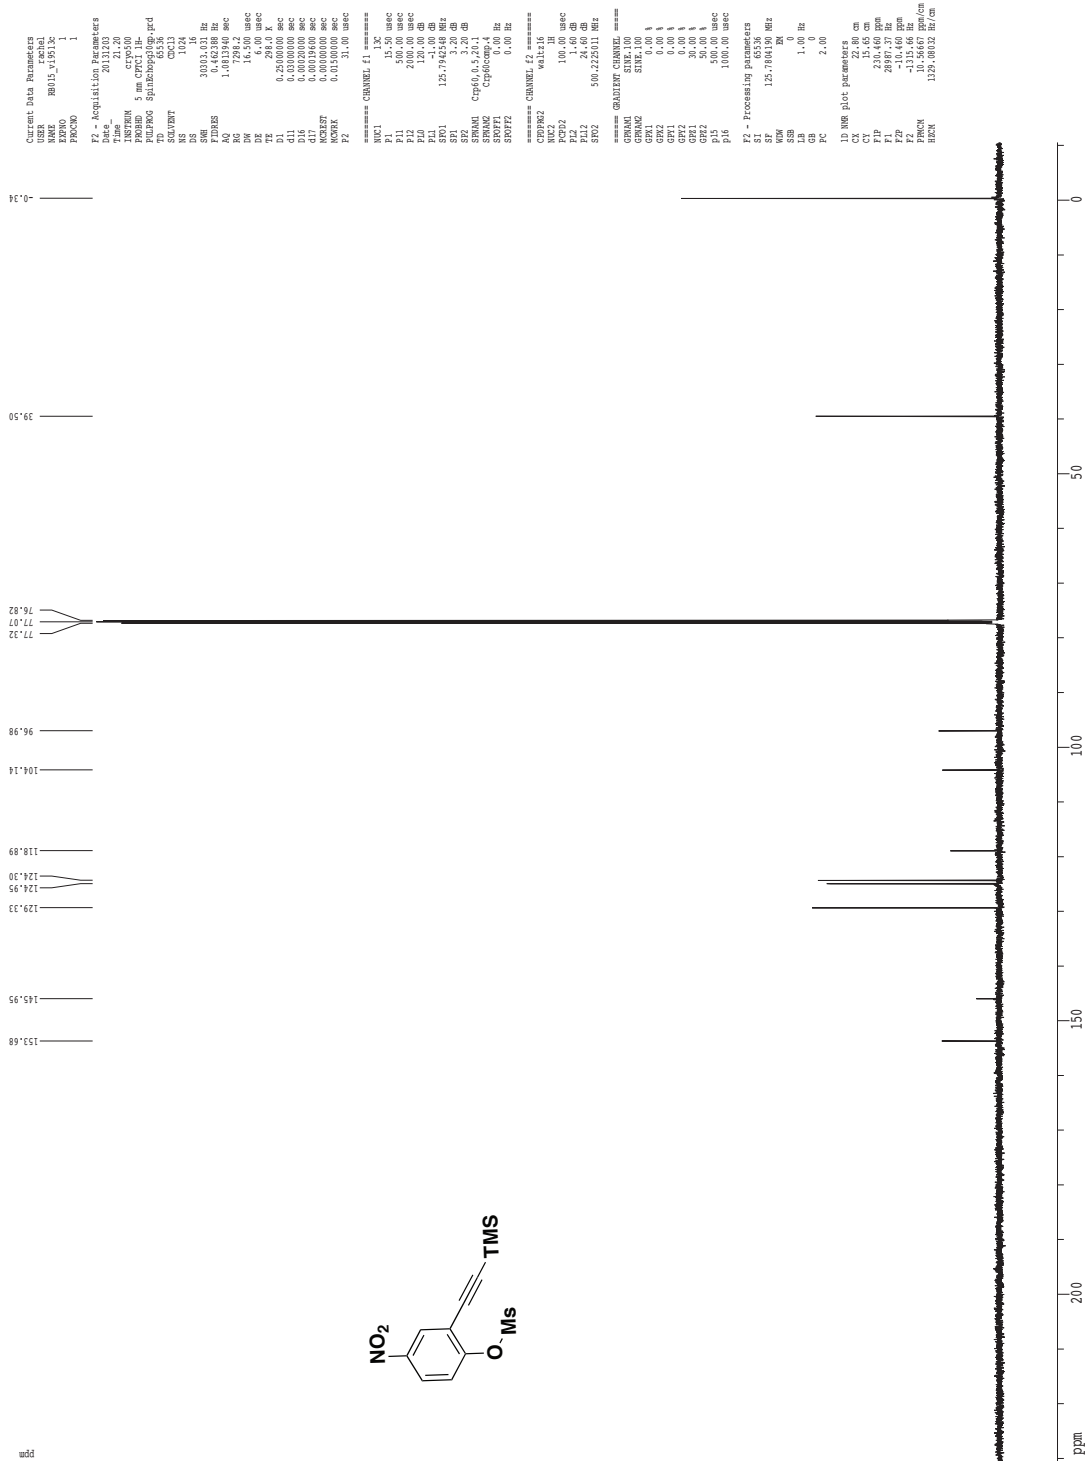 Current Data Parameters
USER rachel
NAME RB015_vi9513c
EXPNO 1
PROCNO 1
F2 - Acquisition Parameters
Date_ 20131203
Time 21.20
INSTRUM cryo500
PROBHD 5 mm CPTCI 1H-
PULPROG SpinEchopg30gp.prd
TD 65536
SOLVENT CDCl3
NS 1024
DS 16
SWH 30303.031 Hz
FIDRES 0.462388 Hz
AQ 1.0813940 sec
RG 7298.2
DW 16.500 usec
DE 6.00 usec
TE 298.0 K
D1 0.25000000 sec
d11 0.03000000 sec
D16 0.00020000 sec
d17 0.00019600 sec
MCREST 0.00000000 sec
MCWRK 0.01500000 sec
P2 31.00 usec
======== CHANNEL f1 ========
NUC1 13C
P1 15.50 usec
P11 500.00 usec
P12 2000.00 usec
PL0 120.00 dB
PL1 -1.00 dB
SFO1 125.7942548 MHz
SP1 3.20 dB
SP2 3.20 dB
SPNAM1 Crp60,0.5,20.1
SPNAM2 Crp60comp.4
SPOFF1 0.00 Hz
SPOFF2 0.00 Hz
======== CHANNEL f2 ========
CPDPRG2 waltz16
NUC2 1H
PCPD2 100.00 usec
PL2 1.60 dB
PL12 24.60 dB
SFO2 500.2225011 MHz
====== GRADIENT CHANNEL =====
GPNAM1 SINE.100
GPNAM2 SINE.100
GPX1 0.00 %
GPX2 0.00 %
GPY1 0.00 %
GPY2 0.00 %
GPZ1 30.00 %
GPZ2 50.00 %
p15 500.00 usec
p16 1000.00 usec
F2 - Processing parameters
SI 65536
SF 125.7804190 MHz
WDW EM
SSB 0
LB 1.00 Hz
GB 0
PC 2.00
1D NMR plot parameters
CX 22.80 cm
CY 15.65 cm
F1P 230.460 ppm
F1 28987.37 Hz
F2P -10.460 ppm
F2 -1315.66 Hz
PPMCM 10.56667 ppm/cm
HZCM 1329.08032 Hz/cm
ppm
153.68
145.95
129.33
124.95
124.30
118.89
104.14
96.98
77.32
77.07
76.82
39.50
-0.34
NO2
TMS
O
Ms
ppm
200
150
100
50
0